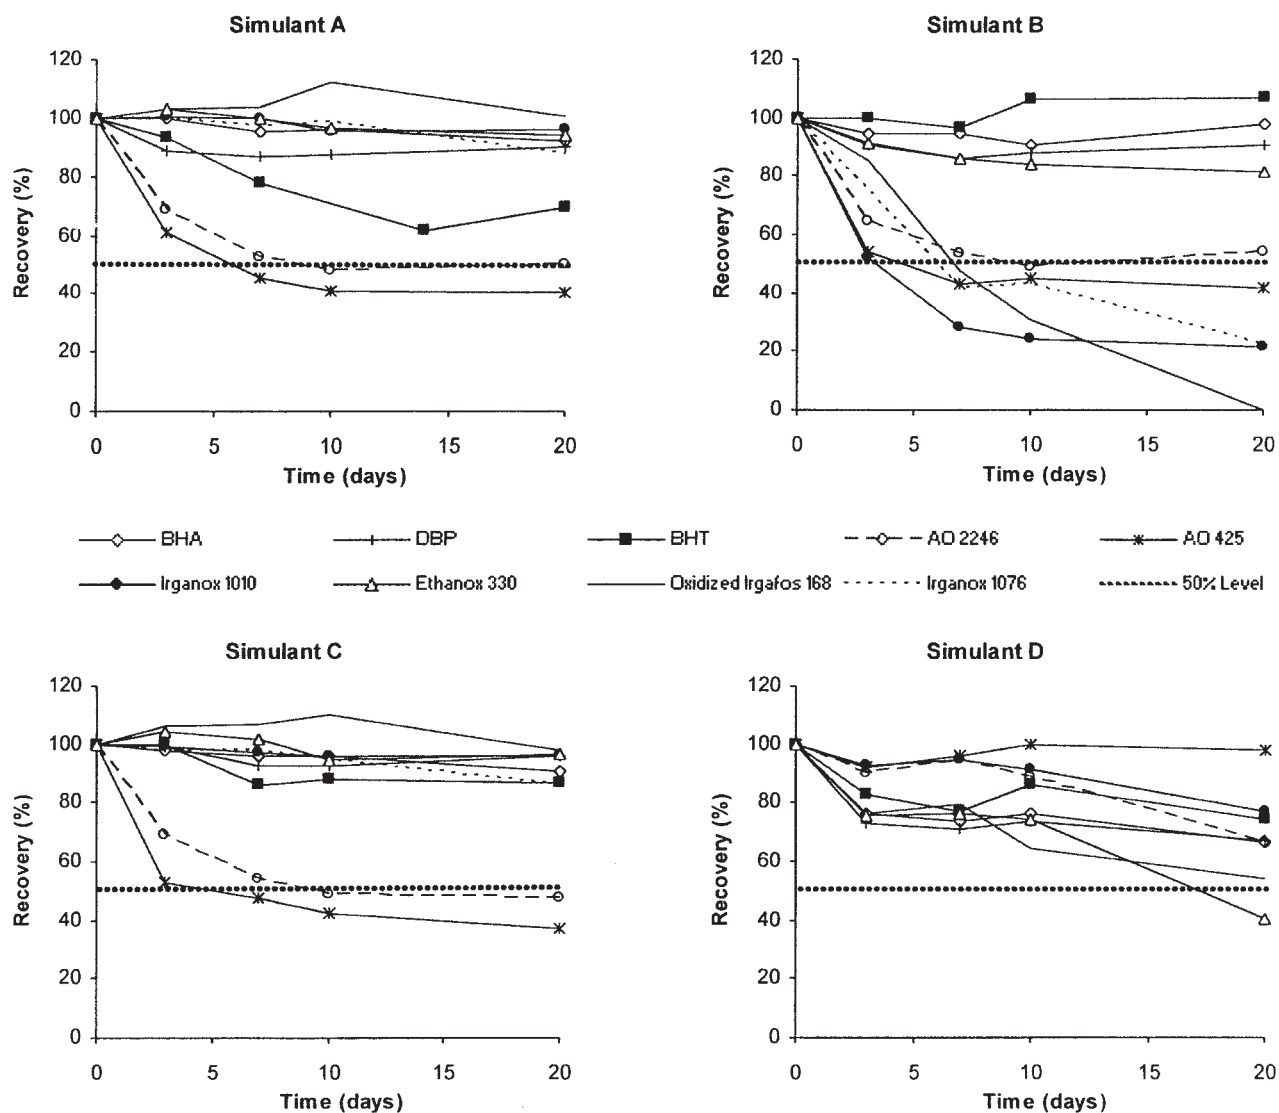 Simulant A
120
100
80
60
40
20
0
Recovery (%)
0 5 10 15 20
Time (days)
Simulant B
120
100
80
60
40
20
0
Recovery (%)
0 5 10 15 20
Time (days)
BHA DBP BHT AO 2246 AO 425
Irganox 1010 Ethanox 330 Oxidized Irgafos 168 Irganox 1076 50% Level
Simulant C
120
100
80
60
40
20
0
Recovery (%)
0 5 10 15 20
Time (days)
Simulant D
120
100
80
60
40
20
0
Recovery (%)
0 5 10 15 20
Time (days)